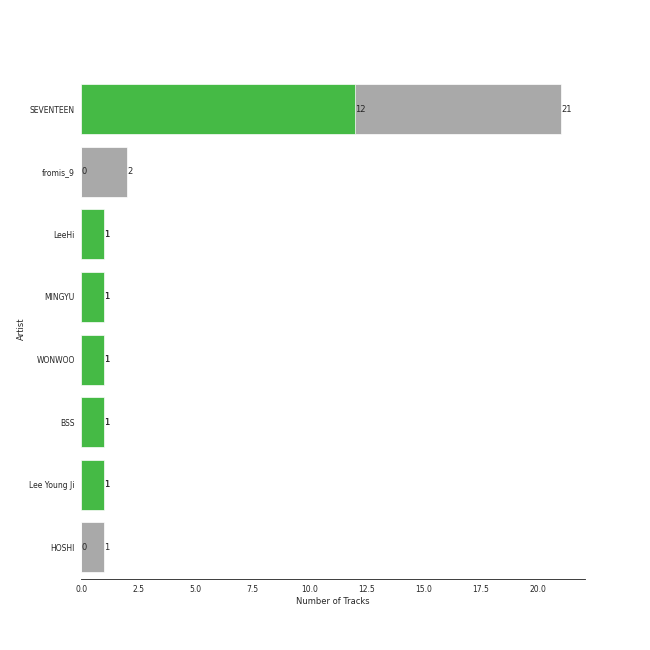 SEVENTEEN 12 21
fromis_9 0 2
LeeHi 1
MINGYU 1
WONWOO 1
BSS 1
Lee Young Ji 1
HOSHI 0 1
Artist
0.0 2.5 5.0 7.5 10.0 12.5 15.0 17.5 20.0
Number of Tracks